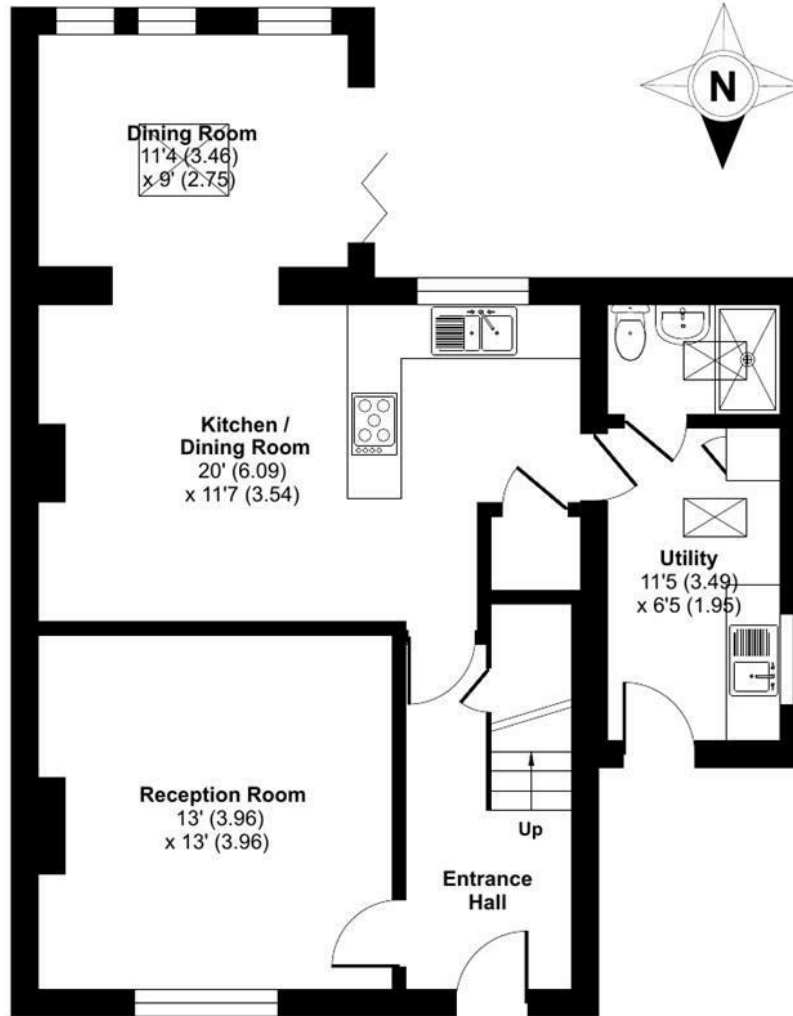 N
Dining Room
11'4 (3.46)
x 9' (2.75)
Kitchen /
Dining Room
20' (6.09)
x 11'7 (3.54)
Utility
11'5 (3.49)
x 6'5 (1.95)
Reception Room
13' (3.96)
x 13' (3.96)
Up
Entrance
Hall